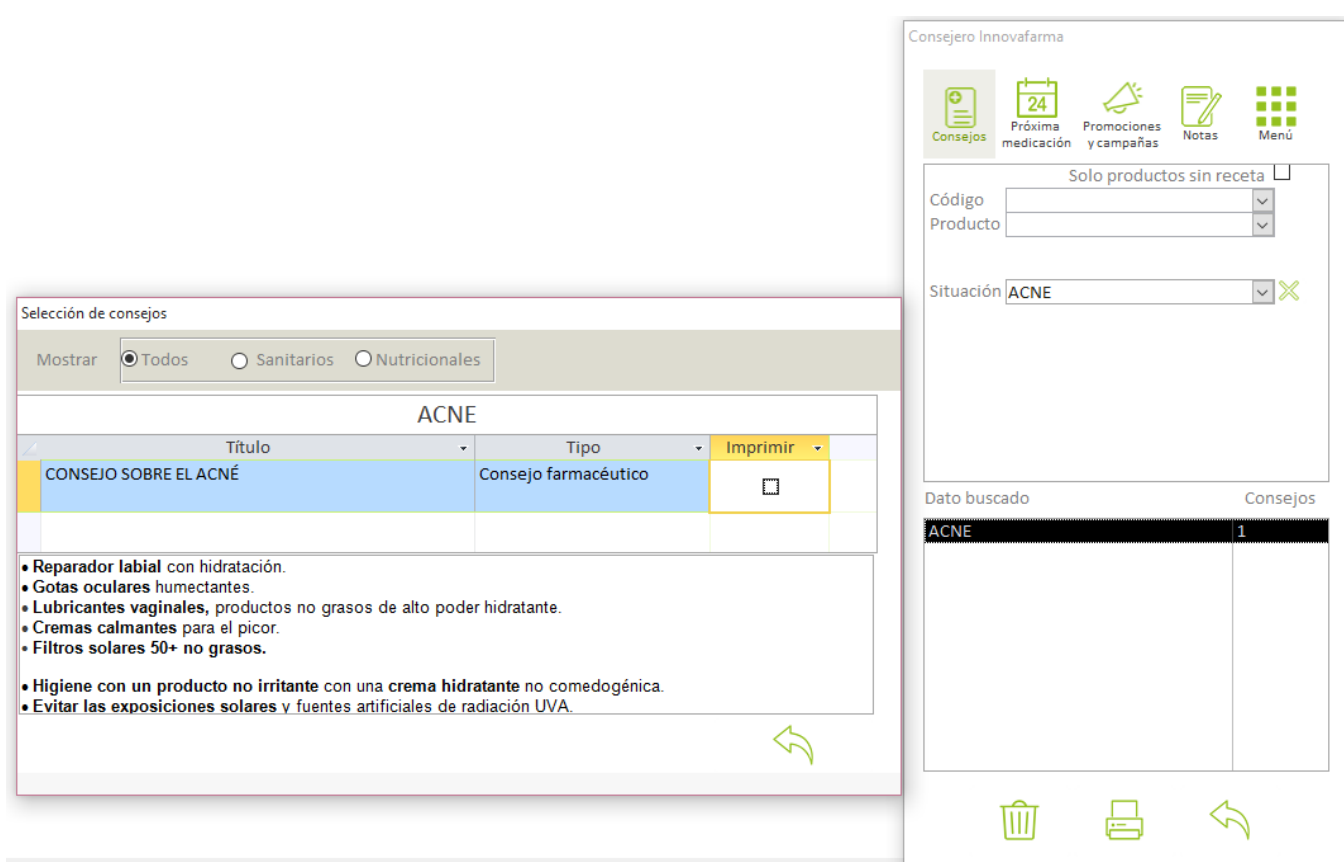 Consejero Innovafarma
Consejos
24
Próxima
medicación
Promociones
y campañas
Notas
Menú
Solo productos sin receta
Código
Producto
Situación ACNE
Dato buscado Consejos
ACNE 1
Selección de consejos
Mostrar Todos Sanitarios Nutricionales
ACNE
Título Tipo Imprimir
CONSEJO SOBRE EL ACNÉ Consejo farmacéutico
• Reparador labial con hidratación.
• Gotas oculares humectantes.
• Lubricantes vaginales, productos no grasos de alto poder hidratante.
• Cremas calmantes para el picor.
• Filtros solares 50+ no grasos.
• Higiene con un producto no irritante con una crema hidratante no comedogénica.
• Evitar las exposiciones solares y fuentes artificiales de radiación UVA.